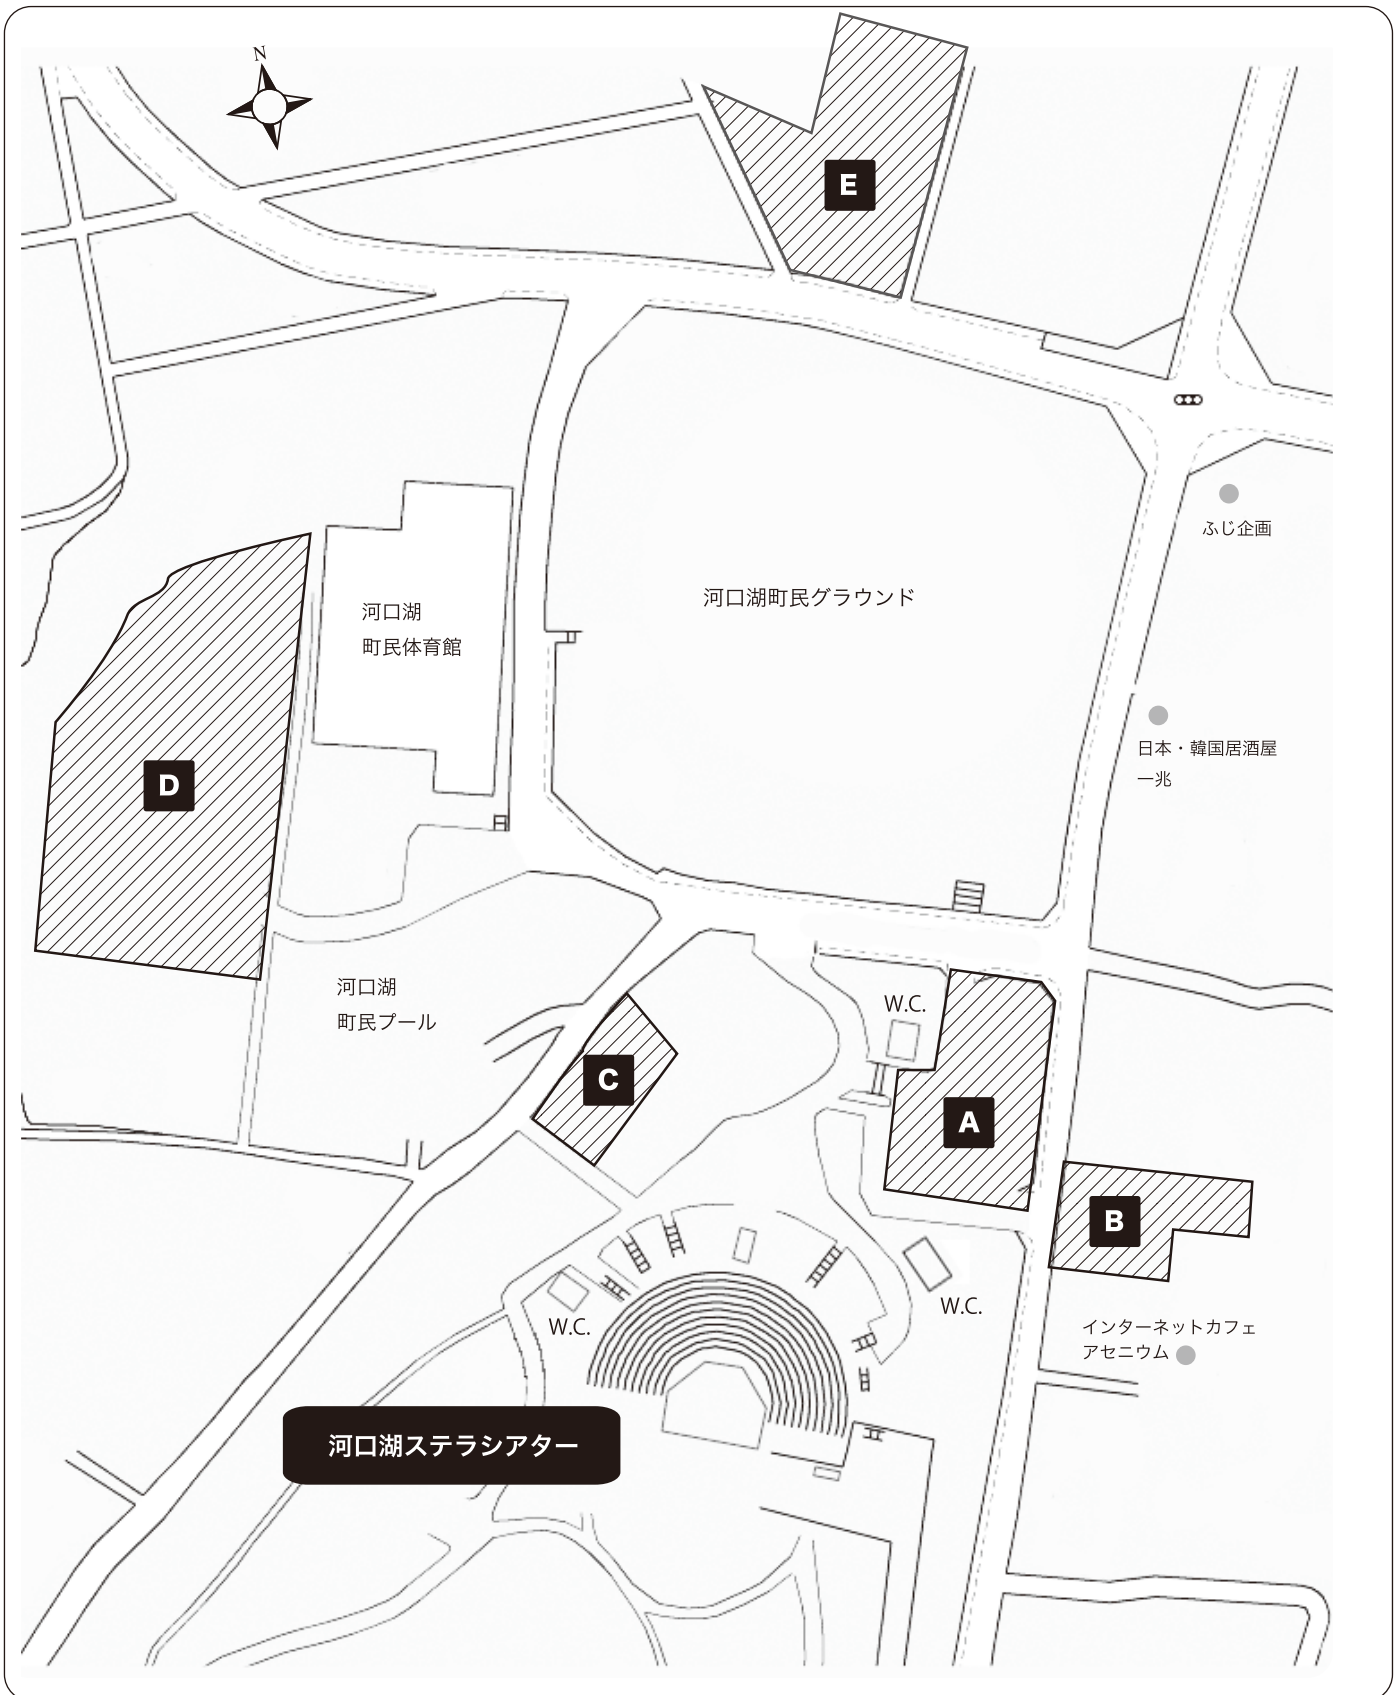 N
E
ふじ企画
河口湖町民グラウンド
河口湖
町民体育館
日本・韓国居酒屋
一兆
D
河口湖
町民プール
W.C.
C
A
B
W.C.
W.C.
インターネットカフェ
アセニウム
河口湖ステラシアター